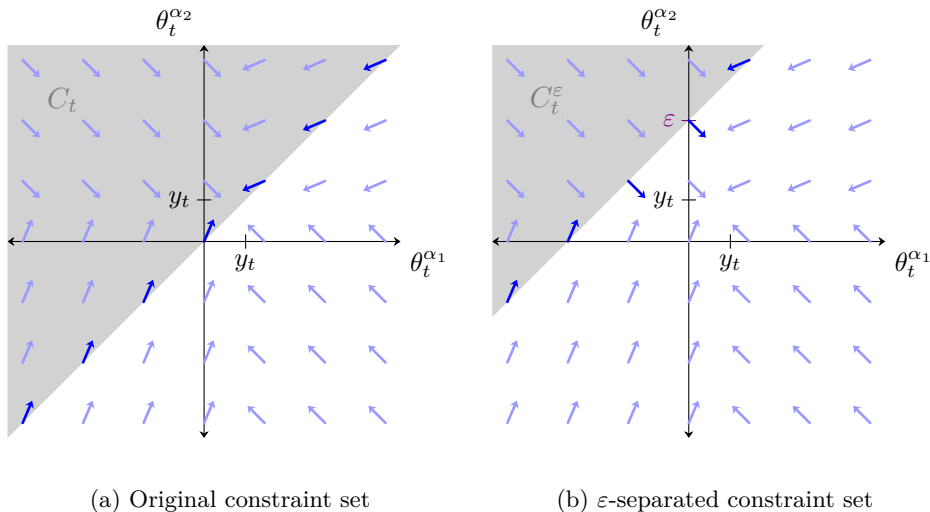 θ_t^{α_2}
C_t
y_t
y_t
θ_t^{α_1}
(a) Original constraint set
θ_t^{α_2}
C_t^ε
ε
y_t
y_t
θ_t^{α_1}
(b) ε-separated constraint set